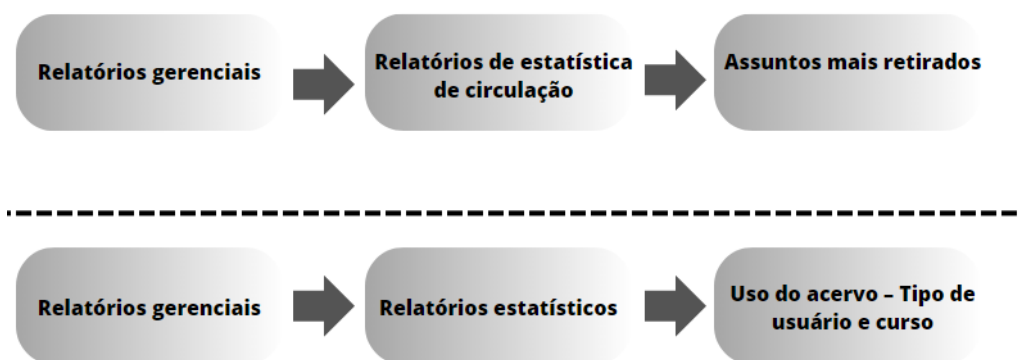 Relatórios gerenciais
Relatórios de estatística
de circulação
Assuntos mais retirados
Relatórios gerenciais
Relatórios estatísticos
Uso do acervo – Tipo de
usuário e curso